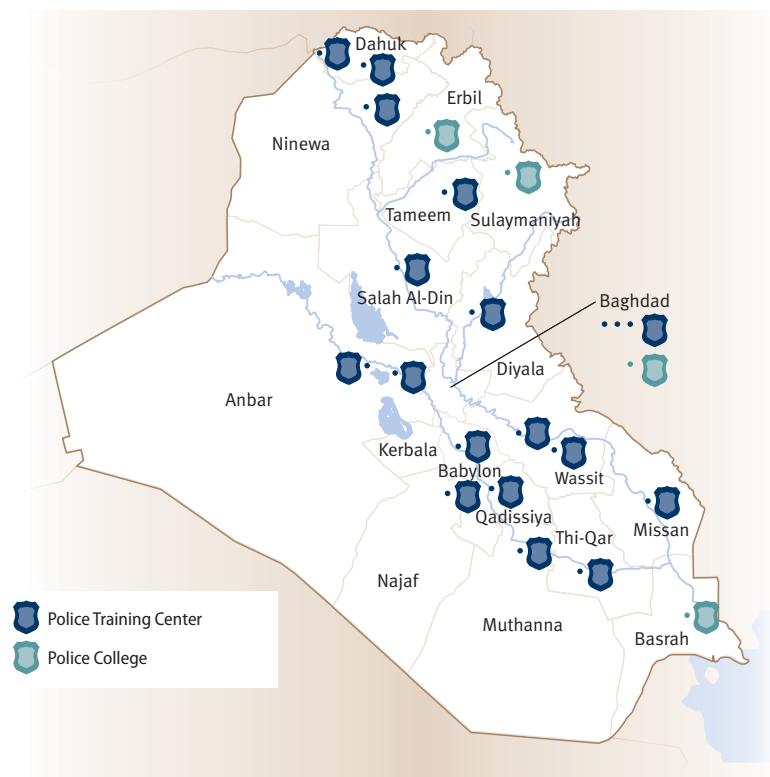 Dahuk
Erbil
Ninewa
Tameem
Sulaymaniyah
Salah Al-Din
Baghdad
Diyala
Anbar
Kerbala
Babylon
Wassit
Qadissiya
Missan
Thi-Qar
Najaf
Muthanna
Basrah
Police Training Center
Police College